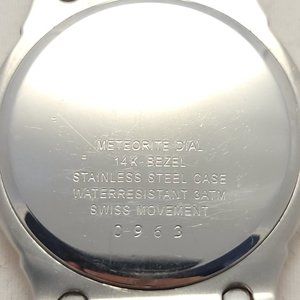 METEORITE DIAL
14K-BEZEL
STAINLESS STEEL CASE
WATERRESISTANT 3ATM
SWISS MOVEMENT
0963